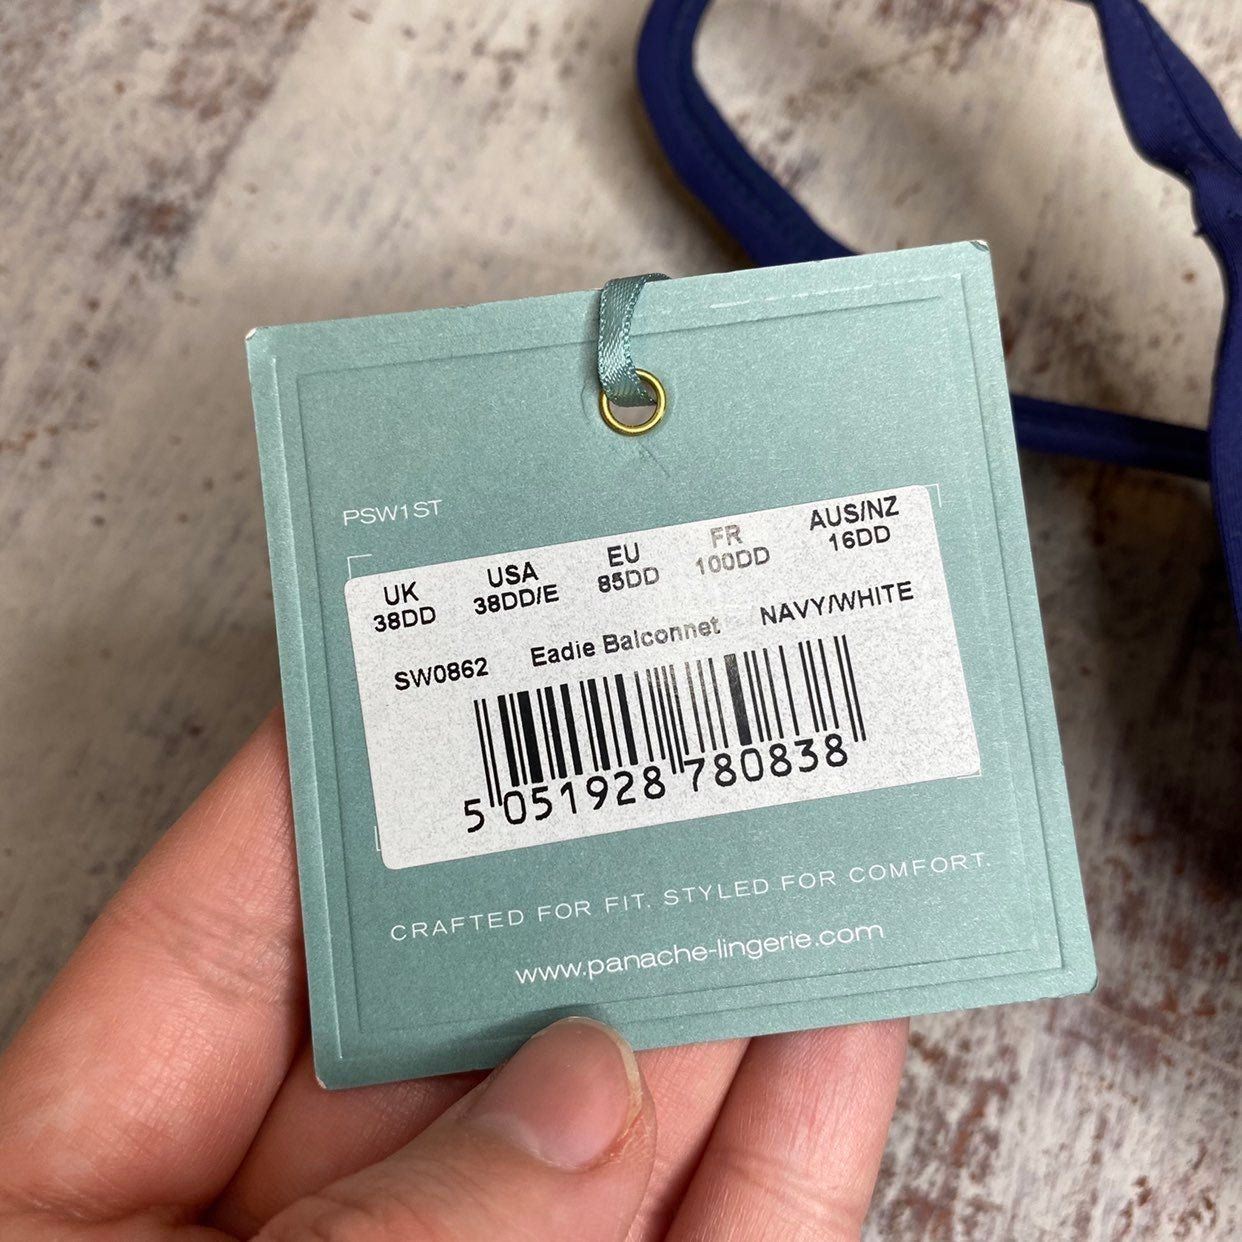 PSW1ST
UK USA EU FR AUS/NZ
38DD 38DD/E 85DD 100DD 16DD
SW0862 Eadie Balconnet NAVY/WHITE
5 051928 780838
CRAFTED FOR FIT. STYLED FOR COMFORT.
www.panache-lingerie.com